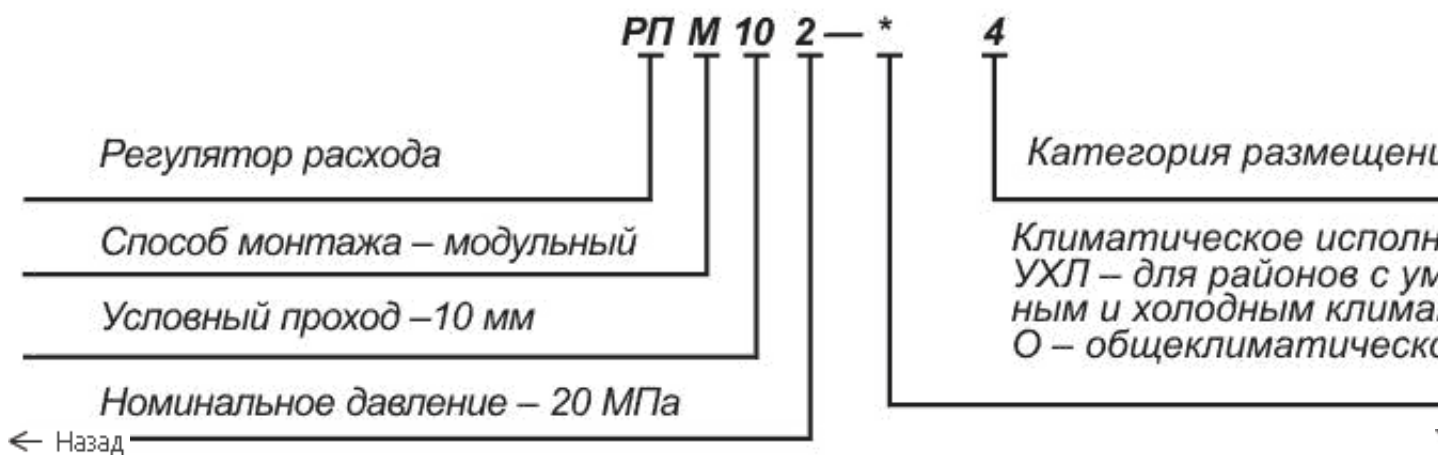 РП М 10 2 — * 4
Регулятор расхода
Способ монтажа – модульный
Условный проход –10 мм
Номинальное давление – 20 МПа
Категория
Климатическое
УХЛ – для районов с
ным и холодным
О –
← Назад